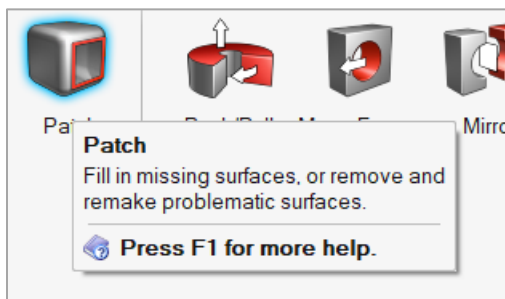 Patch
Fill in missing surfaces, or remove and
remake problematic surfaces.
Press F1 for more help.